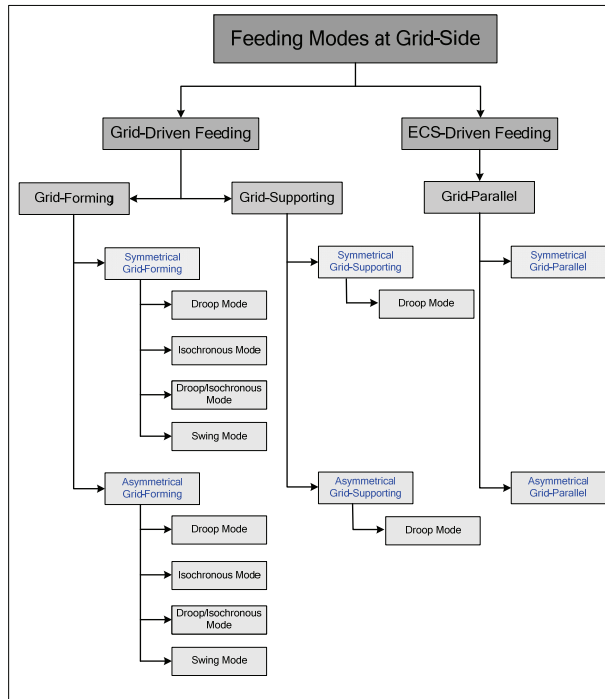 Feeding Modes at Grid-Side
Grid-Driven Feeding
ECS-Driven Feeding
Grid-Forming
Grid-Supporting
Grid-Parallel
Symmetrical
Grid-Forming
Droop Mode
Isochronous Mode
Droop/Isochronous
Mode
Swing Mode
Asymmetrical
Grid-Forming
Droop Mode
Isochronous Mode
Droop/Isochronous
Mode
Swing Mode
Symmetrical
Grid-Supporting
Droop Mode
Asymmetrical
Grid-Supporting
Droop Mode
Symmetrical
Grid-Parallel
Asymmetrical
Grid-Parallel